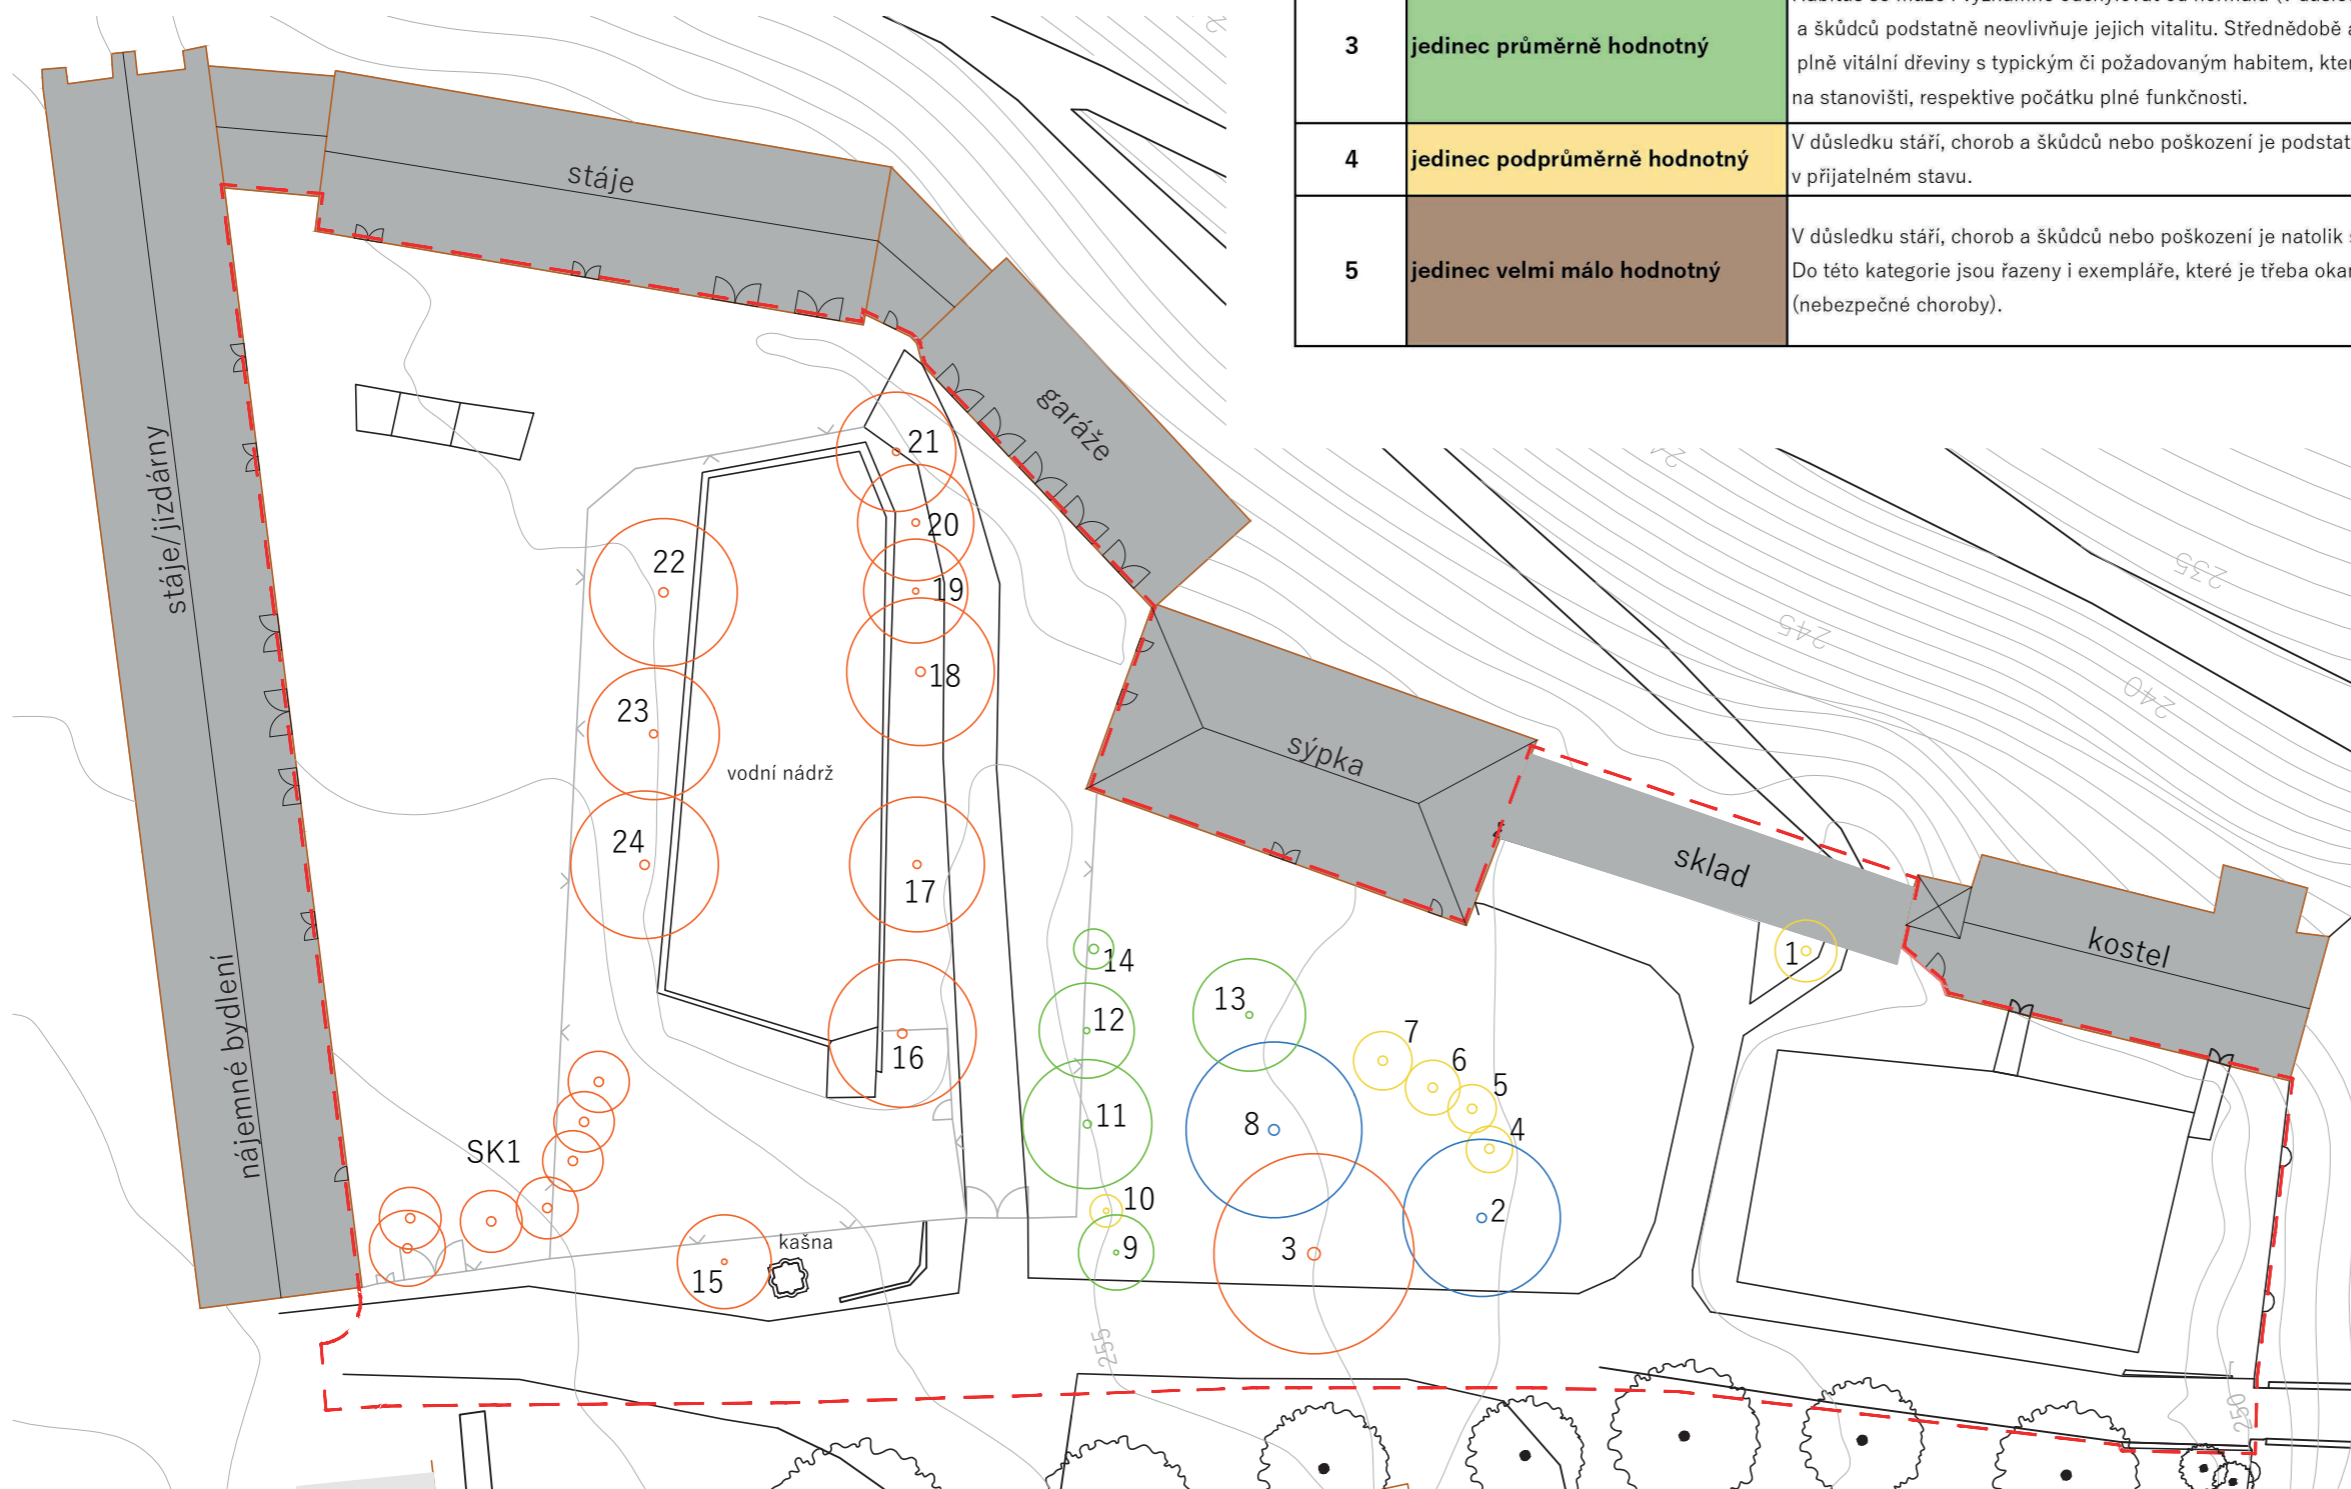 3
jedinec průměrně hodnotný
a škůdců podstatně neovlivňuje jejich vitalitu. Střednědobě
plně vitální dřeviny s typickým či požadovaným habitem,
na stanovišti, respektive počátku plné funkčnosti.
4
jedinec podprůměrně hodnotný
V důsledku stáří, chorob a škůdců nebo poškození je
v přijatelném stavu.
5
jedinec velmi málo hodnotný
V důsledku stáří, chorob a škůdců nebo poškození je natolik
Do této kategorie jsou řazeny i exempláře, které je třeba
(nebezpečné choroby).
stáje
garáže
stáje/jízdárny
21
20
22
19
18
23
vodní nádrž
24
17
sýpka
sklad
kostel
235
245
240
1
14
13
12
16
7
6
5
4
11
8
SK1
nájemné bydlení
10
9
2
3
kašna
15
255
250